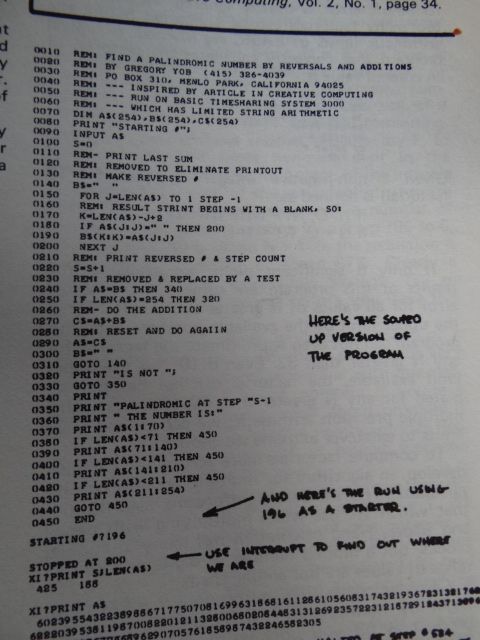 Computing, Vol. 2, No. 1, page 34.
0010 REM: FIND A PALINDROMIC NUMBER BY REVERSALS AND ADDITIONS
0020 REM: BY GREGORY YOB (415) 326-4039
0030 REM: PO BOX 310, MENLO PARK, CALIFORNIA 94025
0040 REM: --- INSPIRED BY ARTICLE IN CREATIVE COMPUTING
0050 REM: --- RUN ON BASIC TIMESHARING SYSTEM 3000
0060 REM: --- WHICH HAS LIMITED STRING ARITHMETIC
0070 DIM A$(254),B$(254),C$(254)
0080 PRINT "STARTING #";
0090 INPUT A$
0100 S=0
0110 REM- PRINT LAST SUM
0120 REM: REMOVED TO ELIMINATE PRINTOUT
0130 REM: MAKE REVERSED #
0140 B$=" "
0150 FOR J=LEN(A$) TO 1 STEP -1
0160 REM: RESULT STRINT BEGINS WITH A BLANK, SO:
0170 K=LEN(A$)-J+2
0180 IF A$(J:J)=" " THEN 200
0190 B$(K:K)=A$(J:J)
0200 NEXT J
0210 REM: PRINT REVERSED # & STEP COUNT
0220 S=S+1
0230 REM: REMOVED & REPLACED BY A TEST
0240 IF A$=B$ THEN 340
0250 IF LEN(A$)=254 THEN 320
0260 REM- DO THE ADDITION
0270 C$=A$+B$
0280 REM: RESET AND DO AGAIIN
0290 A$=C$
0300 B$=" "
0310 GOTO 140
0320 PRINT "IS NOT ";
0330 GOTO 350
0340 PRINT
0350 PRINT "PALINDROMIC AT STEP "S-1
0360 PRINT " THE NUMBER IS:"
0370 PRINT A$(1:70)
0380 IF LEN(A$)<71 THEN 450
0390 PRINT A$(71:140)
0400 IF LEN(A$)<141 THEN 450
0410 PRINT A$(141:210)
0420 IF LEN(A$)<211 THEN 450
0430 PRINT A$(211:254)
0440 GOTO 450
0450 END
HERE'S THE SOUPED
UP VERSION OF
THE PROGRAM
AND HERE'S THE RUN USING
196 AS A STARTER.
STARTING #?196
STOPPED AT 200
USE INTERRUPT TO FIND OUT WHERE
WE ARE
XI?PRINT S;LEN(A$)
425 188
XI?PRINT A$